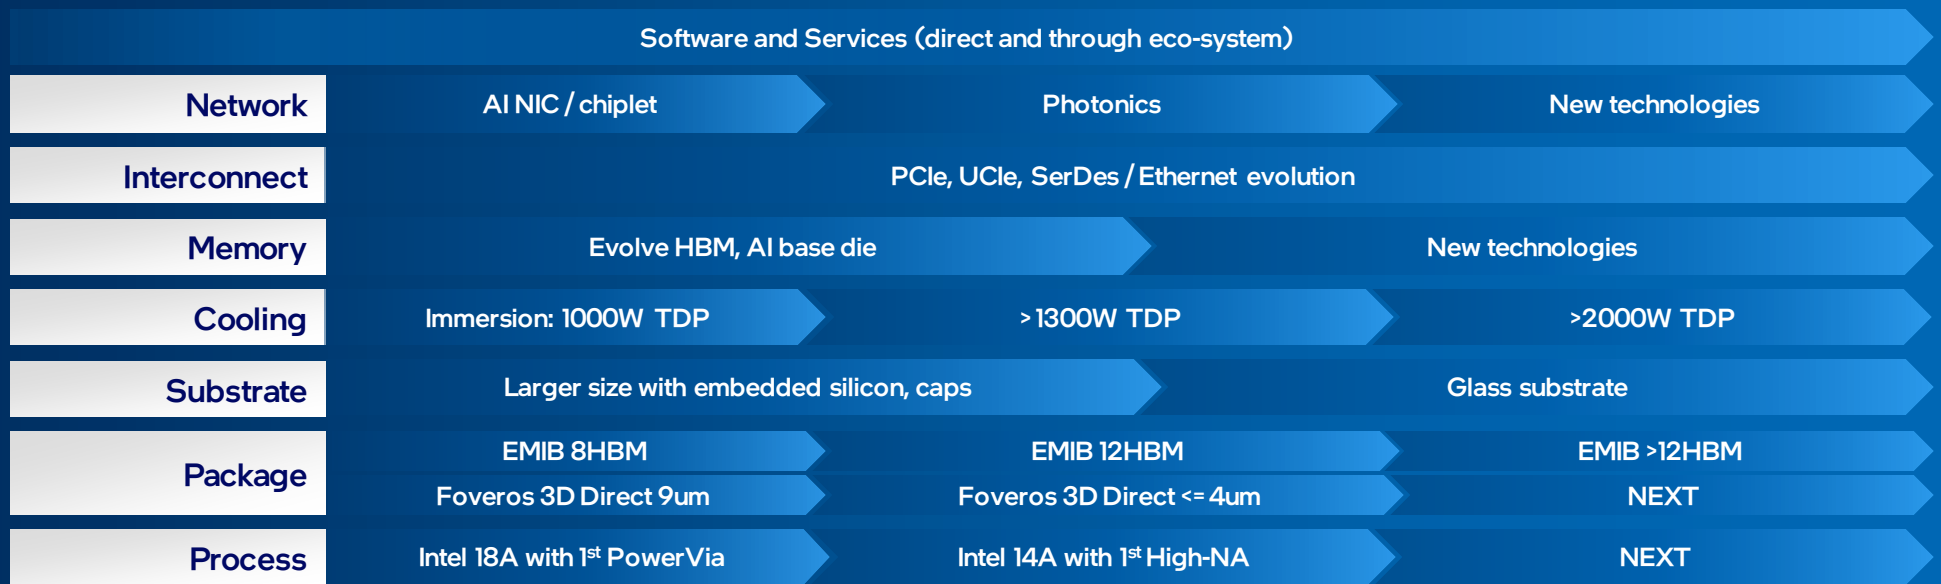 Software and Services (direct and through eco-system)
Network
AI NIC / chiplet
Photonics
New technologies
Interconnect
PCIe, UCIe, SerDes / Ethernet evolution
Memory
Evolve HBM, AI base die
New technologies
Cooling
Immersion: 1000W TDP
>1300W TDP
>2000W TDP
Substrate
Larger size with embedded silicon, caps
Glass substrate
Package
EMIB 8HBM
EMIB 12HBM
EMIB >12HBM
Foveros 3D Direct 9um
Foveros 3D Direct <= 4um
NEXT
Process
Intel 18A with 1st PowerVia
Intel 14A with 1st High-NA
NEXT